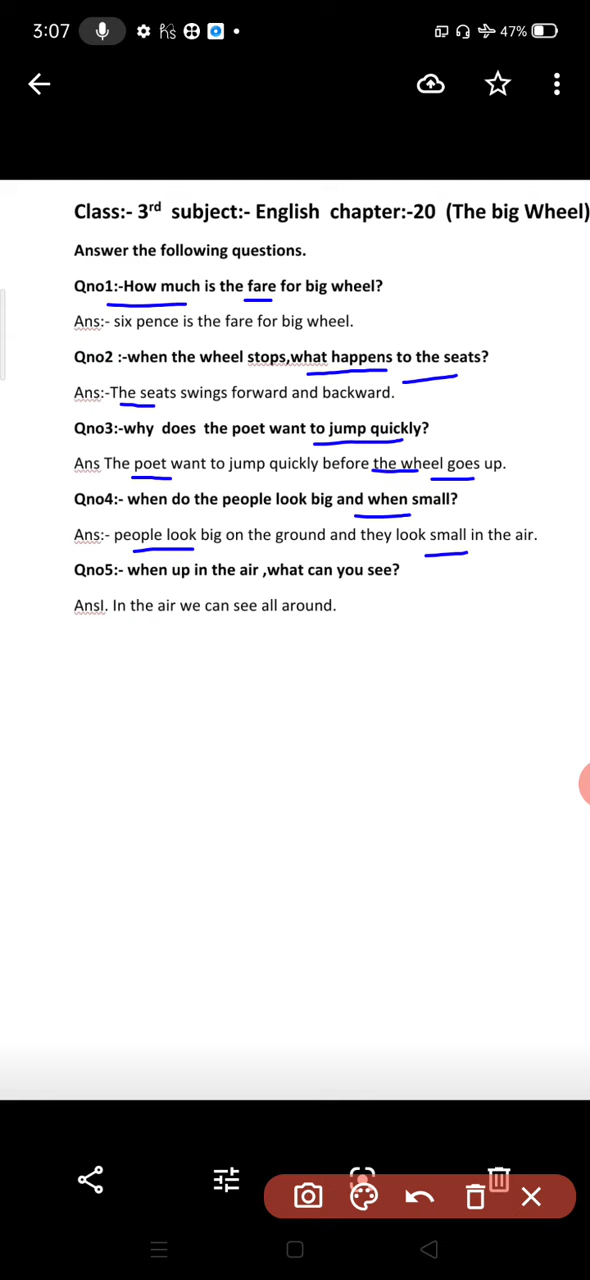 3:07
47%
Class:- 3rd subject:- English chapter:-20 (The big Wheel)
Answer the following questions.
Qno1:-How much is the fare for big wheel?
Ans:- six pence is the fare for big wheel.
Qno2 :-when the wheel stops,what happens to the seats?
Ans:-The seats swings forward and backward.
Qno3:-why does the poet want to jump quickly?
Ans The poet want to jump quickly before the wheel goes up.
Qno4:- when do the people look big and when small?
Ans:- people look big on the ground and they look small in the air.
Qno5:- when up in the air ,what can you see?
Ansl. In the air we can see all around.